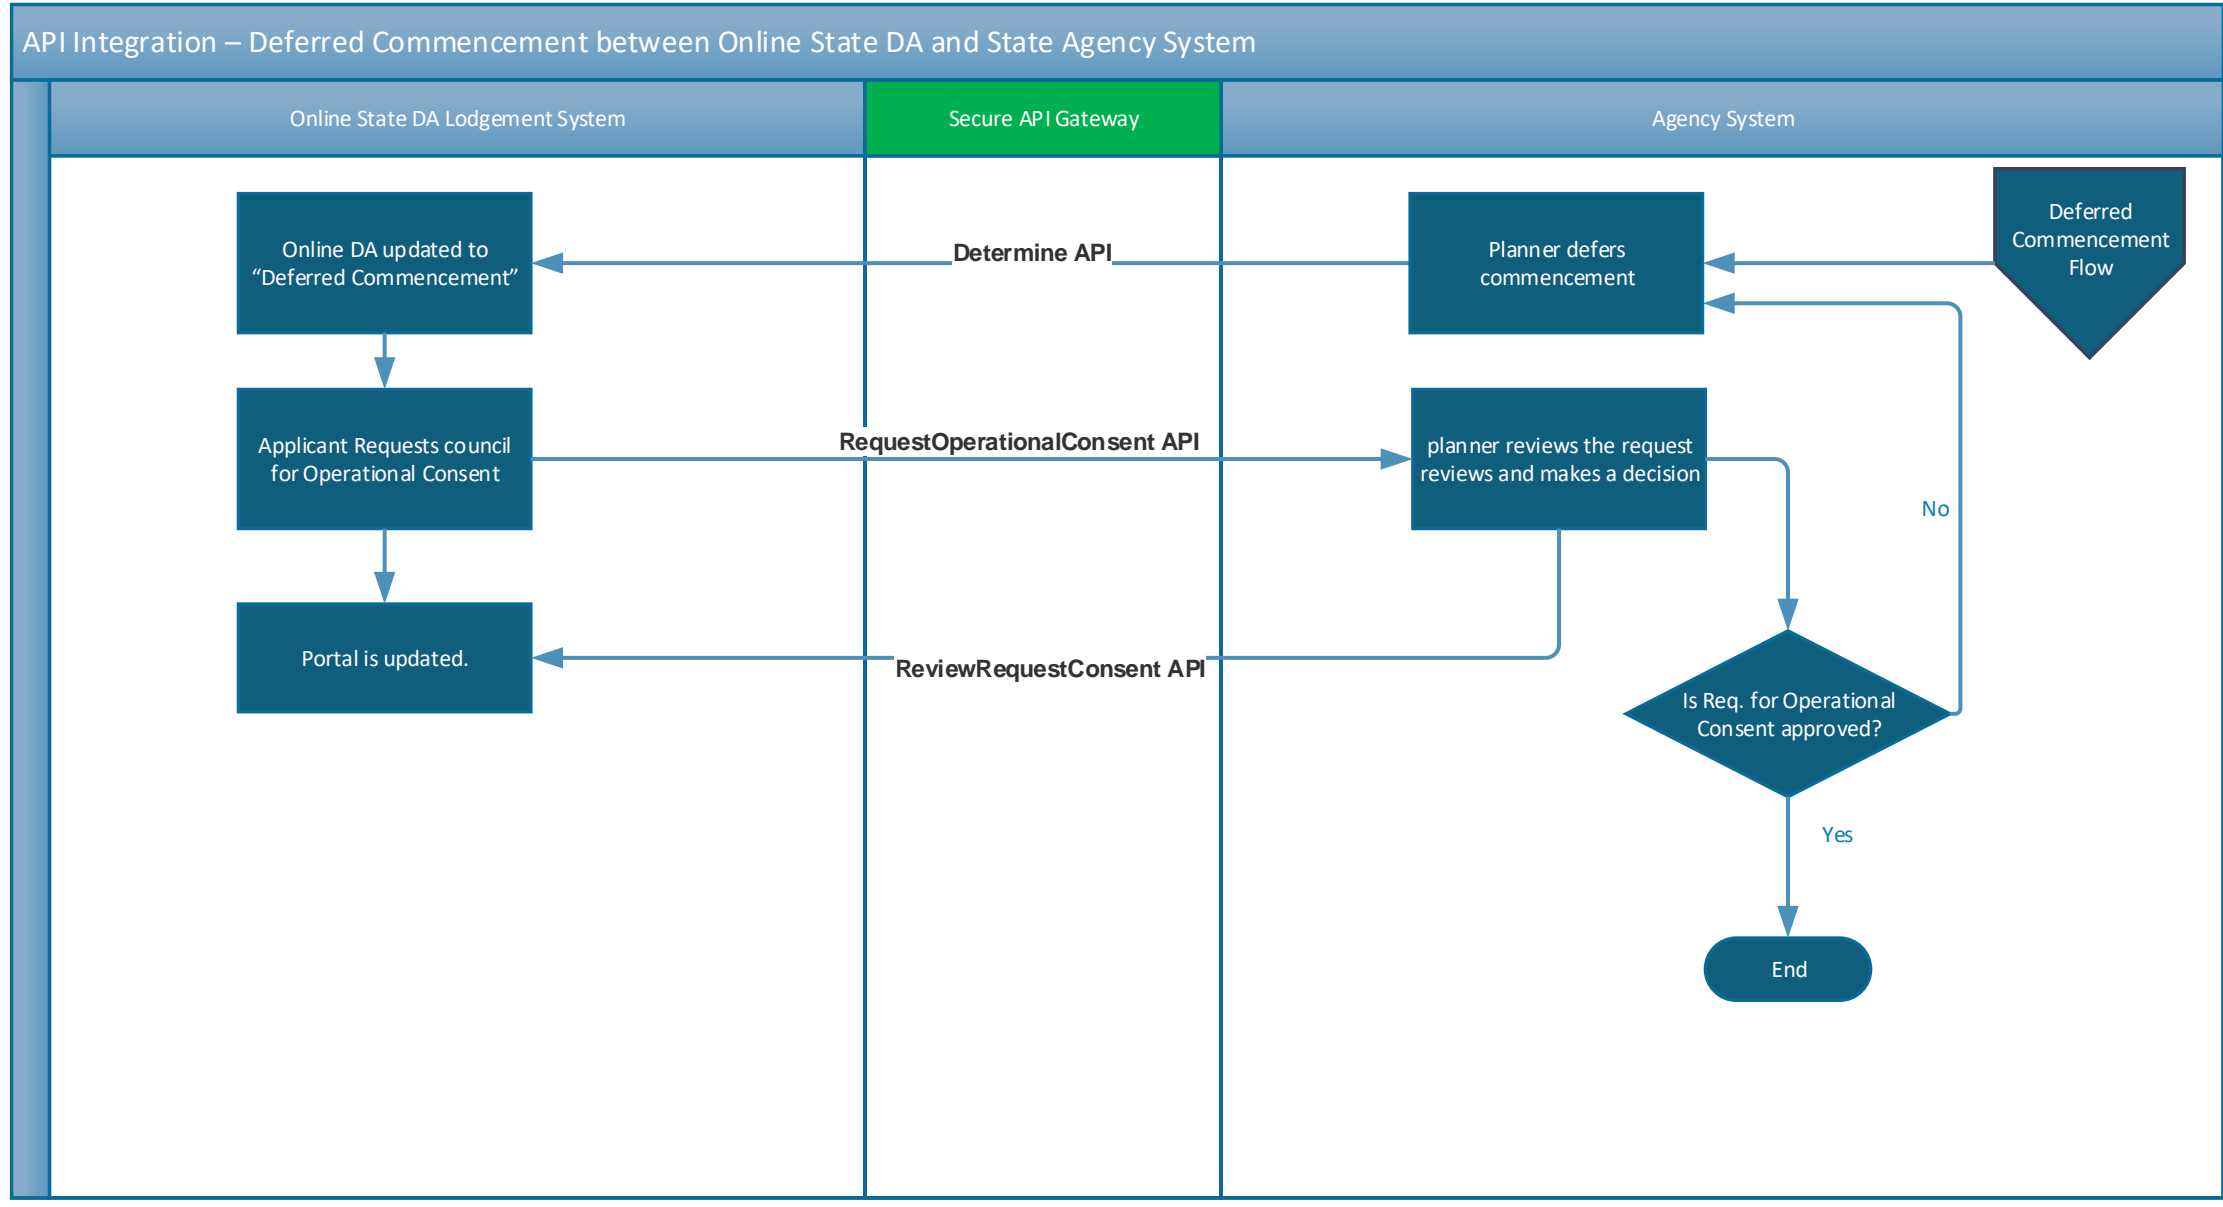 API Integration – Deferred Commencement between Online State DA and State Agency System
Online State DA Lodgement System
Secure API Gateway
Agency System
Online DA updated to
“Deferred Commencement”
Determine API
Planner defers
commencement
Deferred
Commencement
Flow
Applicant Requests council
for Operational Consent
RequestOperationalConsent API
planner reviews the request
reviews and makes a decision
No
Portal is updated.
ReviewRequestConsent API
Is Req. for Operational
Consent approved?
Yes
End